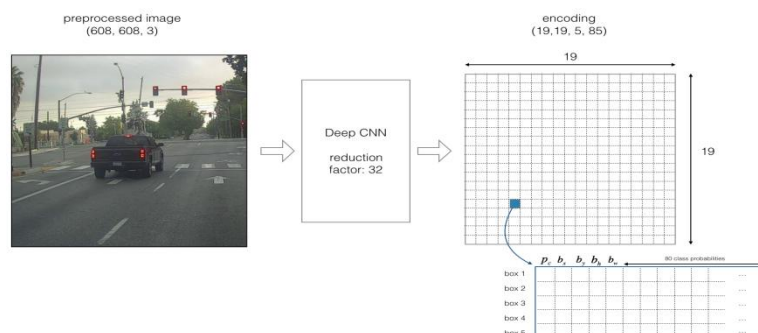 preprocessed image
(608, 608, 3)
encoding
(19,19, 5, 85)
19
Deep CNN
reduction
factor: 32
19
p_c b_x b_y b_h b_w
80 class probabilities
box 1 ...
box 2 ...
box 3 ...
box 4 ...
box 5